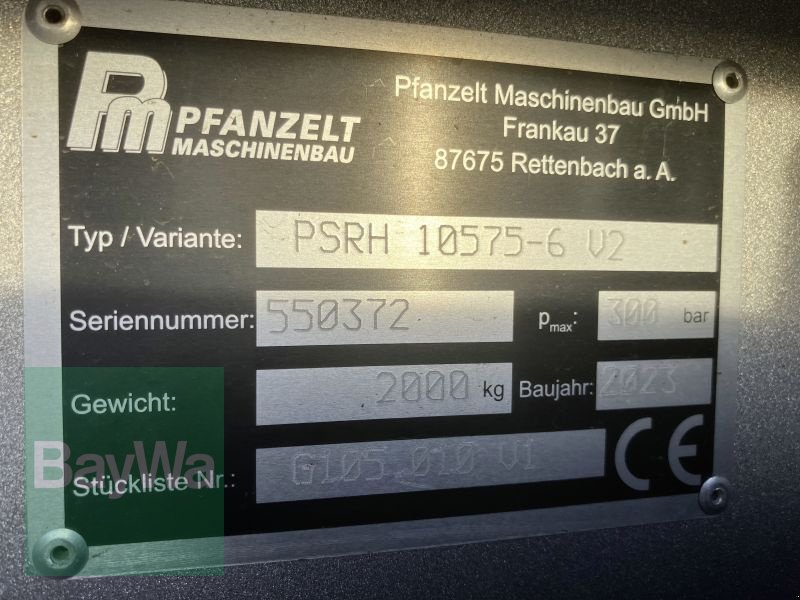 Pm PFANZELT
MASCHINENBAU
Pfanzelt Maschinenbau GmbH
Frankau 37
87675 Rettenbach a. A.
Typ / Variante: PSRH 10575-6 V2
Seriennummer: 550372 pmax: 300 bar
Gewicht: 2000 kg Baujahr: 2023
BayWa
Stückliste Nr.: G105.010 V1 CE